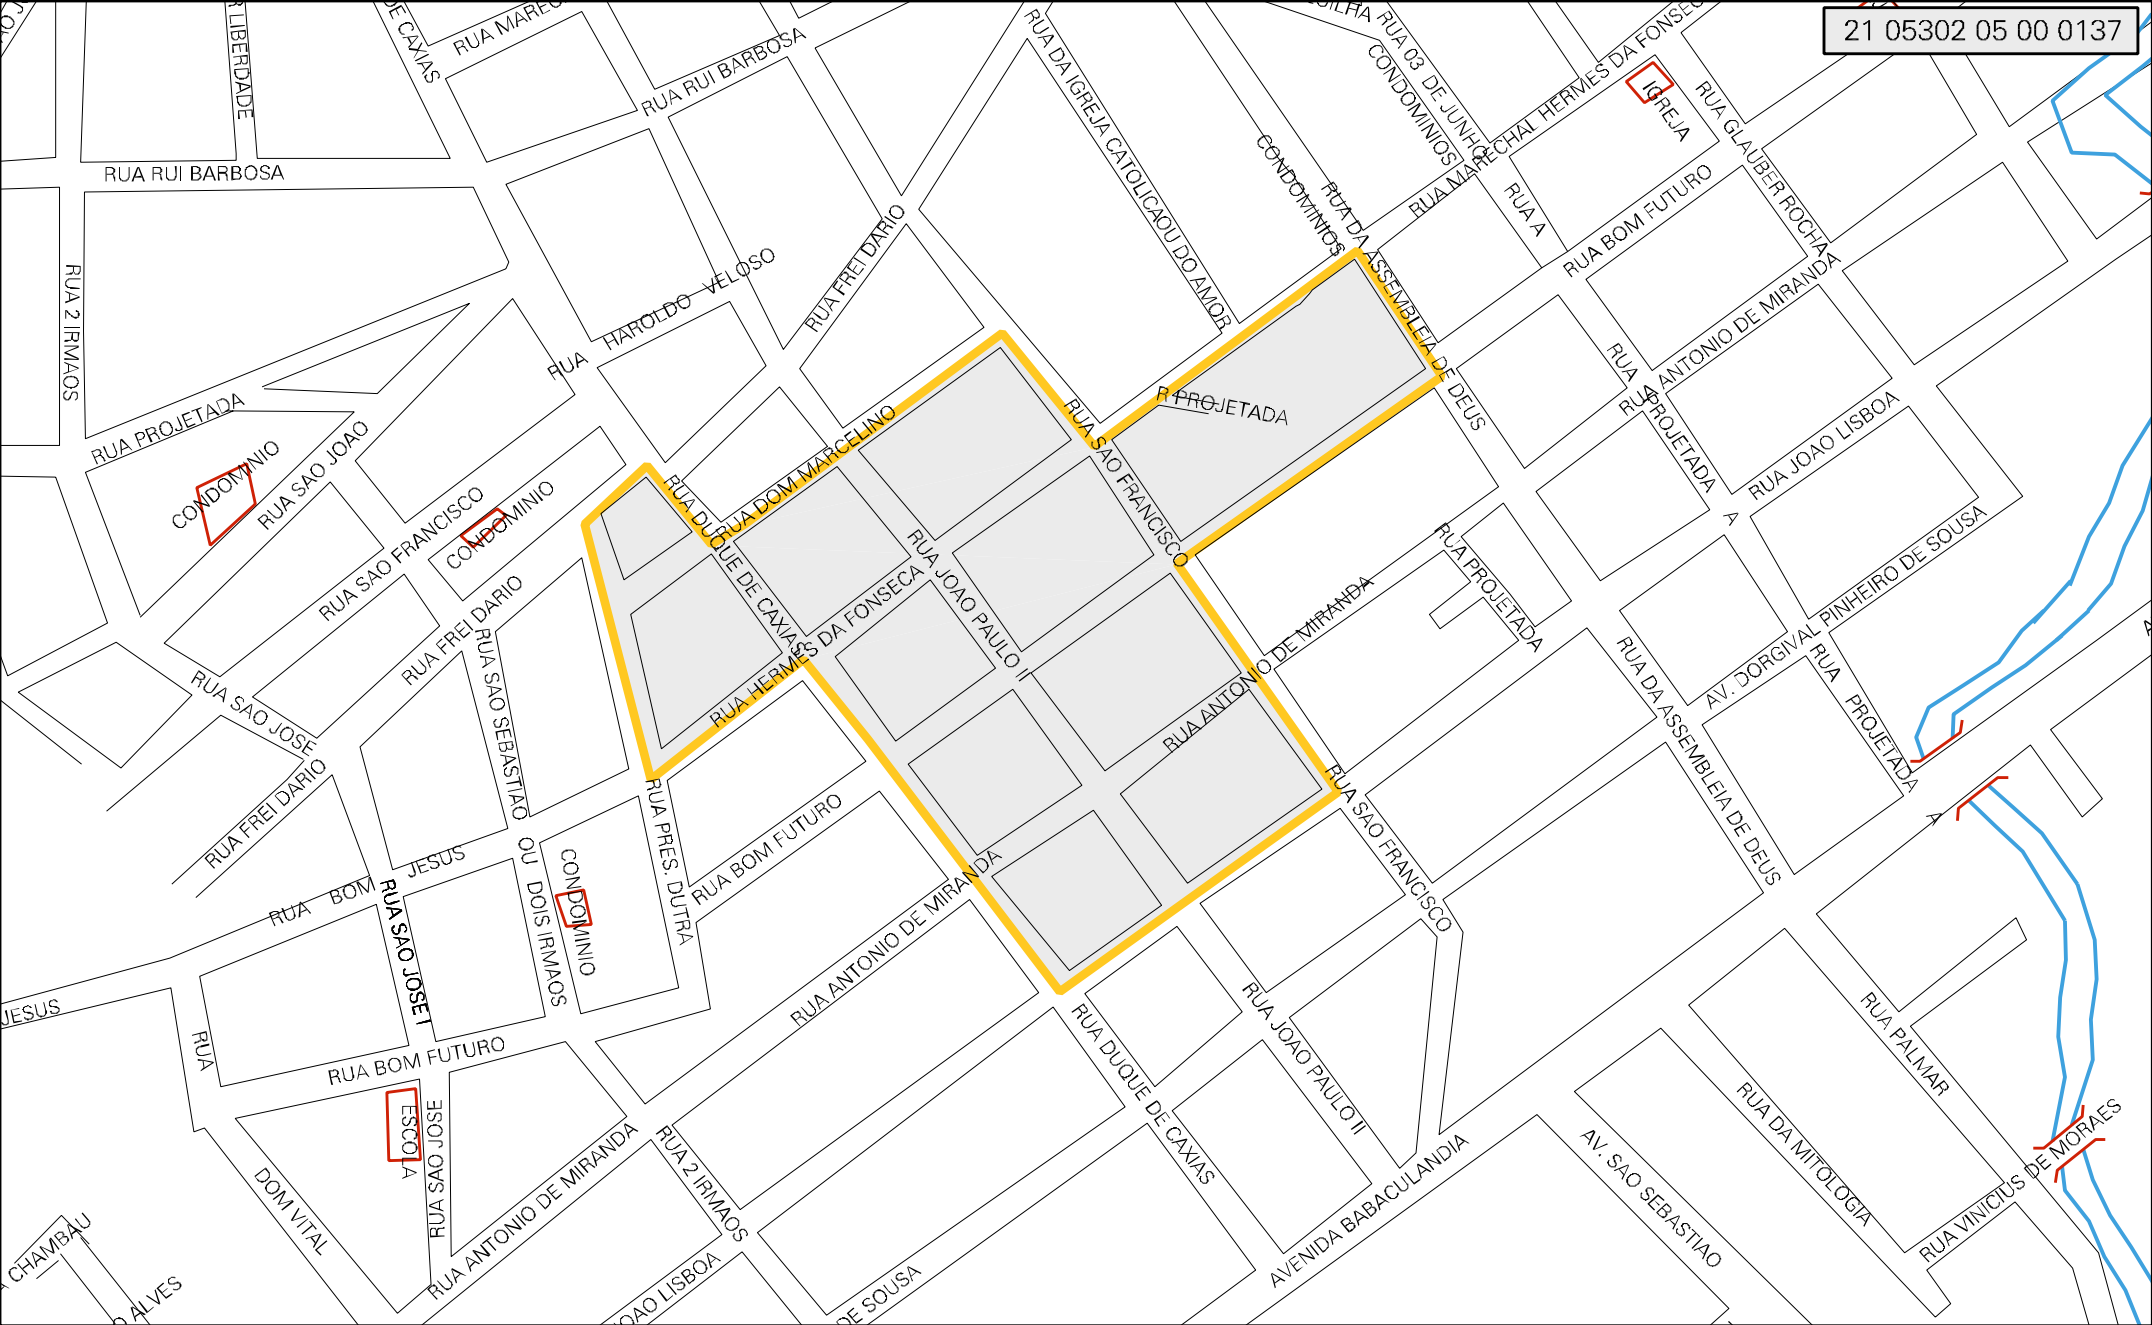 21 05302 05 00 0137
DE CAXIAS
RUA RUI BARBOSA
RUA DA IGREJA CATOLICAOU DO AMOR
RUA 03 DE JUNHO
CONDOMINIOS
RUA MARECHAL HERMES DA FONSEC
IGREJA
RUA GLAUBER ROCHA
RUA RUI BARBOSA
CONDOMINIOS
RUA DA ASSEMBLEIA DE DEUS
RUA A
RUA BOM FUTURO
RUA FREI DARIO
RUA 2 IRMAOS
RUA HAROLDO VELOSO
RUA ANTONIO DE MIRANDA
RUA PROJETADA
RUA SAO JOAO
CONDOMINIO
R PROJETADA
RUA SAO FRANCISCO
RUA PROJETADA A
RUA JOAO LISBOA
RUA DOM MARCELINO
RUA DUQUE DE CAXIAS
RUA SAO FRANCISCO
CONDOMINIO
RUA JOAO PAULO II
RUA PROJETADA
AV. DORGIVAL PINHEIRO DE SOUSA
RUA HERMES DA FONSECA
RUA ANTONIO DE MIRANDA
RUA FREI DARIO
RUA SAO SEBASTIAO OU DOIS IRMAOS
RUA SAO JOSE
RUA DA ASSEMBLEIA DE DEUS
RUA PROJETADA
A
RUA FREI DARIO
RUA PRES. DUTRA
RUA BOM FUTURO
RUA SAO FRANCISCO
RUA BOM JESUS
CONDOMINIO
RUA SAO JOSE I
RUA ANTONIO DE MIRANDA
JESUS
RUA
RUA BOM FUTURO
RUA DUQUE DE CAXIAS
RUA JOAO PAULO II
RUA PALMAR
ESCOLA
RUA SAO JOSE
RUA DA MITOLOGIA
RUA VINICIUS DE MORAES
AV. SAO SEBASTIAO
AVENIDA BABACULANDIA
RUA 2 IRMAOS
RUA ANTONIO DE MIRANDA
DOM VITAL
CHAMBAU
ALVES
OAO LISBOA
DE SOUSA